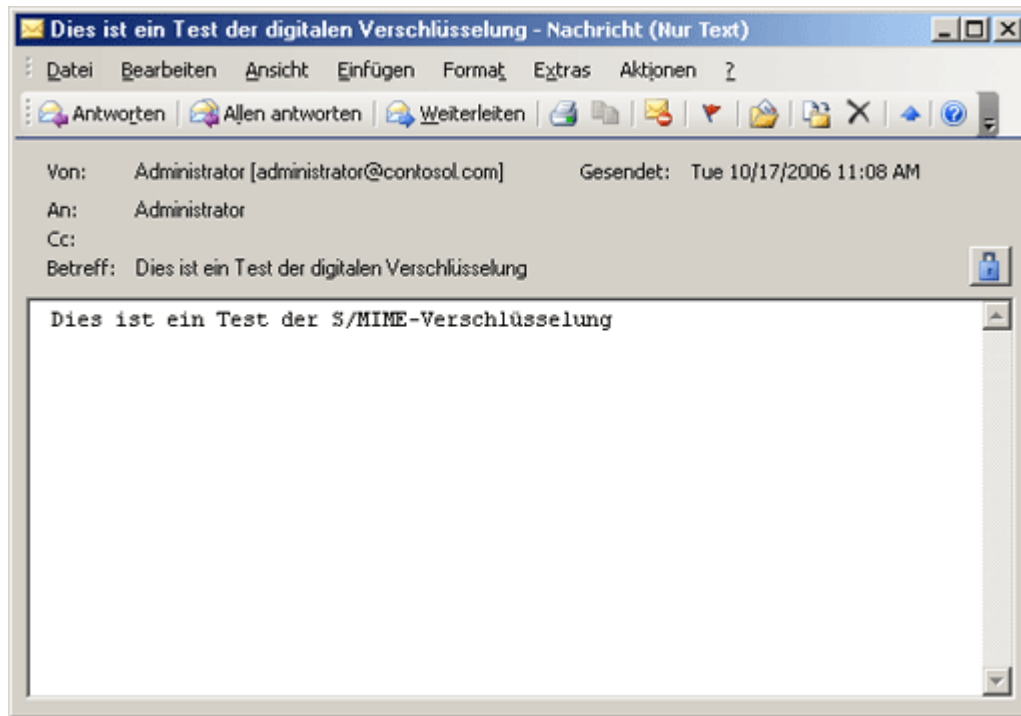 Dies ist ein Test der digitalen Verschlüsselung - Nachricht (Nur Text)
Datei Bearbeiten Ansicht Einfügen Format Extras Aktionen ?
Antworten Allen antworten Weiterleiten
Von: Administrator [administrator@contosol.com] Gesendet: Tue 10/17/2006 11:08 AM
An: Administrator
Cc:
Betreff: Dies ist ein Test der digitalen Verschlüsselung
Dies ist ein Test der S/MIME-Verschlüsselung